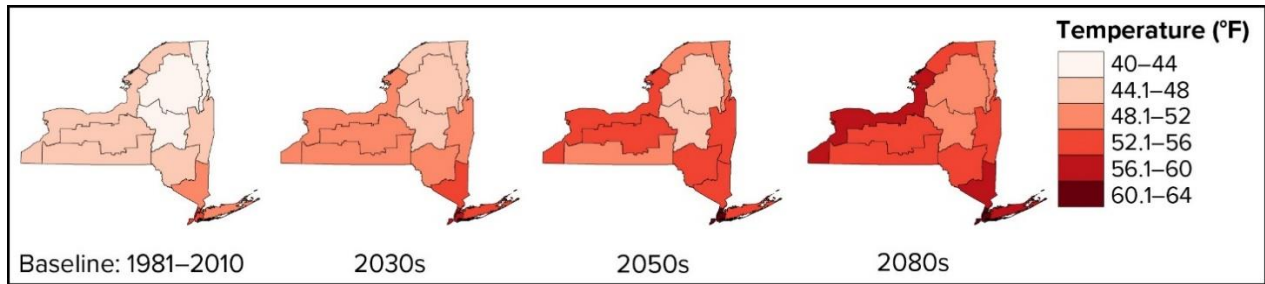 Temperature (°F)
40–44
44.1–48
48.1–52
52.1–56
56.1–60
60.1–64
Baseline: 1981–2010
2030s
2050s
2080s